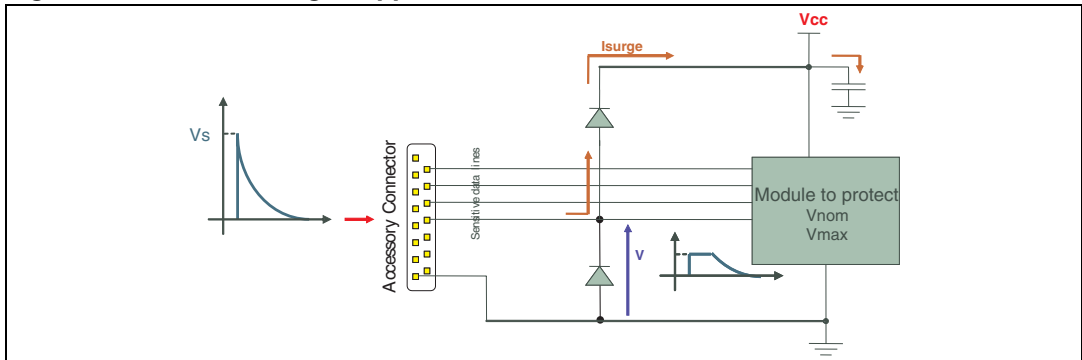 Vcc
Isurge
Vs
Accessory Connector
Sensitive data lines
Module to protect
Vnom
Vmax
V